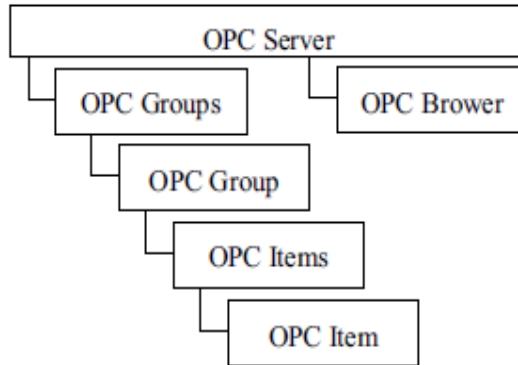 OPC Server
OPC Groups
OPC Brower
OPC Group
OPC Items
OPC Item